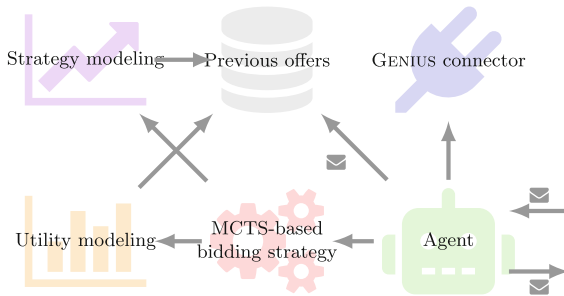 Strategy modeling
Previous offers
GENIUS connector
Utility modeling
MCTS-based
bidding strategy
Agent